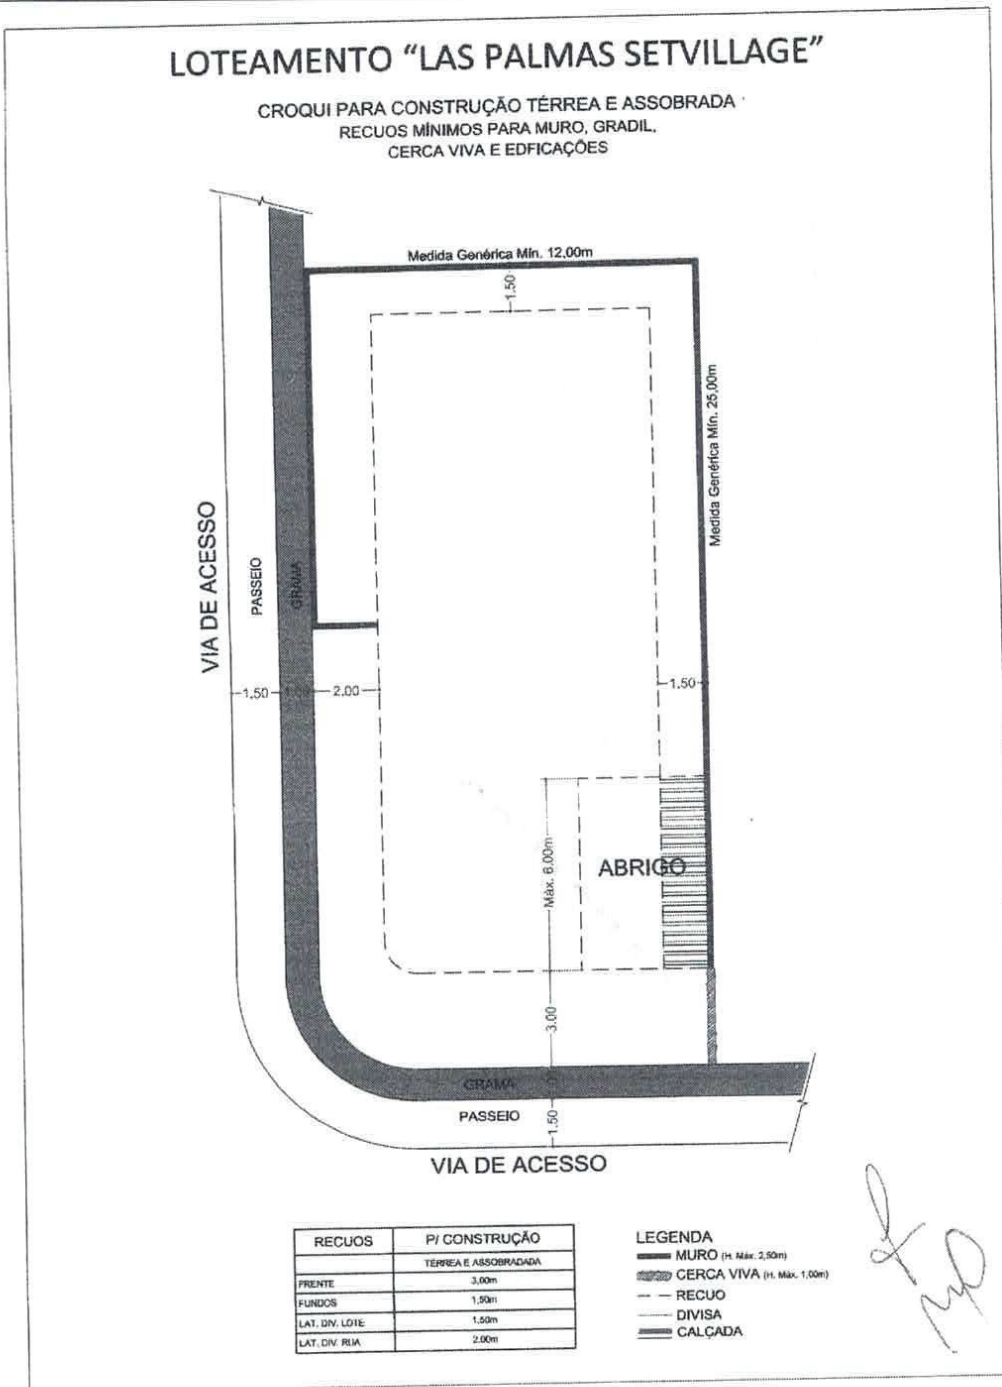 LOTEAMENTO “LAS PALMAS SETVILLAGE”
CROQUI PARA CONSTRUÇÃO TÉRREA E ASSOBRADA
RECUOS MÍNIMOS PARA MURO, GRADIL,
CERCA VIVA E EDFICAÇÕES
Medida Genérica Mín. 12,00m
1.50
Medida Genérica Mín. 25,00m
VIA DE ACESSO
PASSEIO
GRAMA
1.50
2.00
1.50
Máx. 6.00m
ABRIGO
3.00
GRAMA
PASSEIO
1.50
VIA DE ACESSO
RECUOS P/ CONSTRUÇÃO
TÉRREA E ASSOBRADADA
FRENTE 3,00m
FUNDOS 1,50m
LAT. DIV. LOTE 1.50m
LAT. DIV. RUA 2.00m
LEGENDA
MURO (H. Máx. 2,50m)
CERCA VIVA (H. Máx. 1,00m)
RECUO
DIVISA
CALÇADA